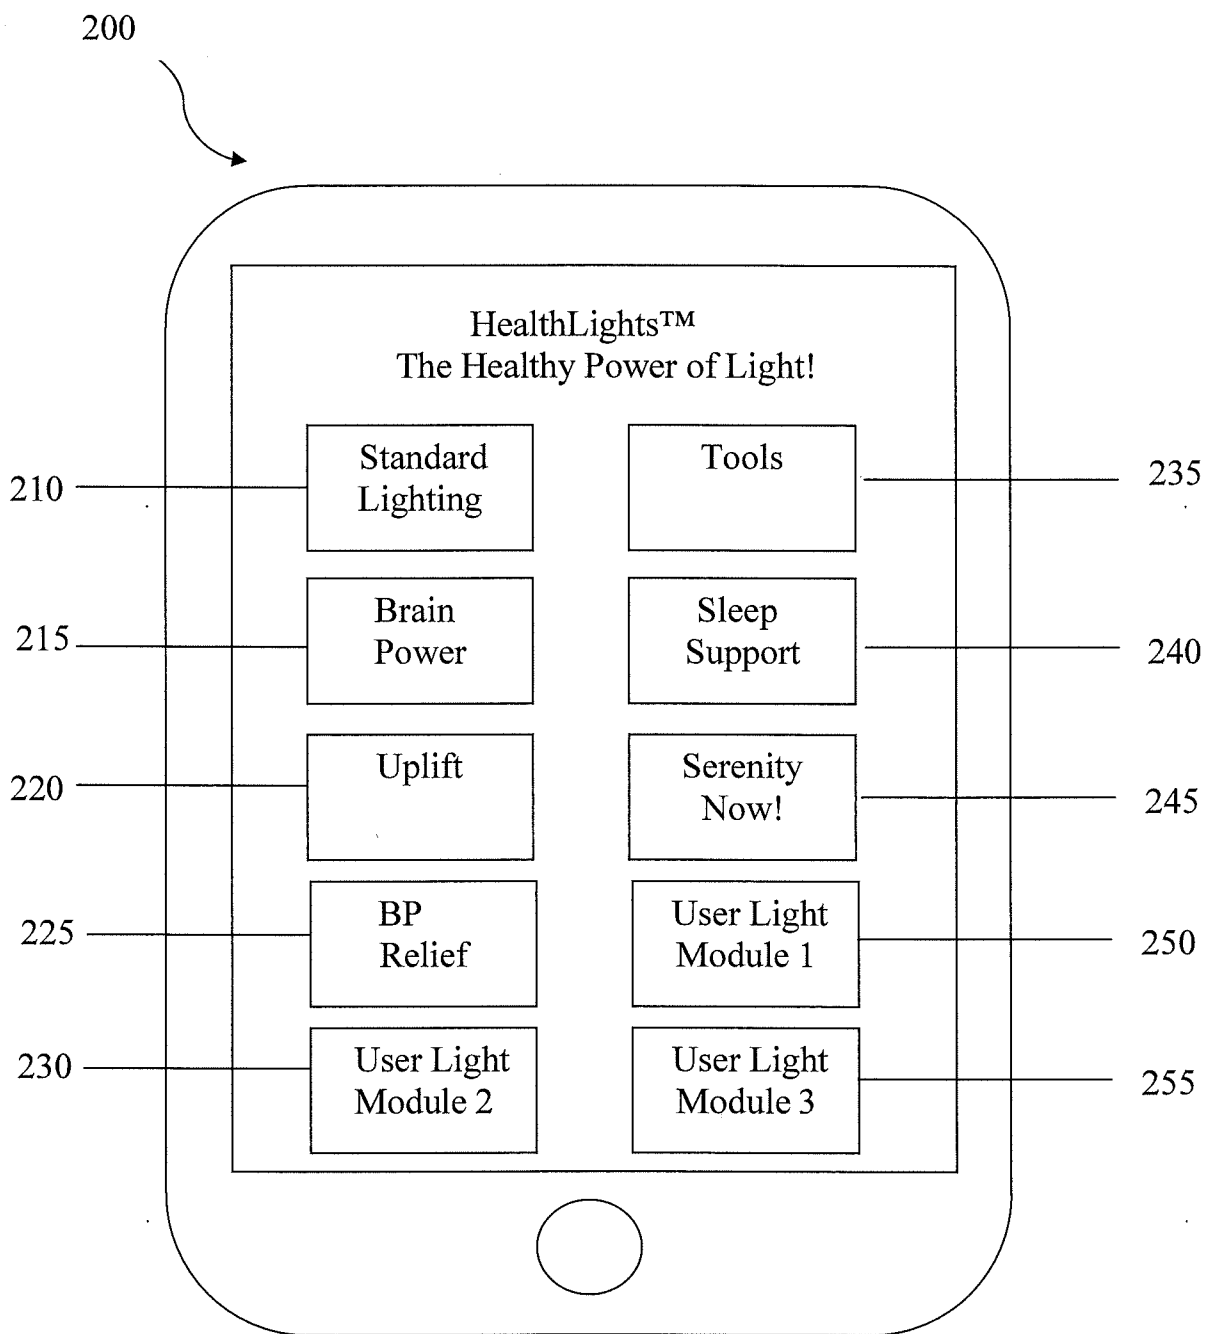 200
HealthLights™
The Healthy Power of Light!
Standard
Lighting
Tools
210
235
Brain
Power
Sleep
Support
215
240
Uplift
Serenity
Now!
220
245
BP
Relief
User Light
Module 1
225
250
User Light
Module 2
User Light
Module 3
230
255